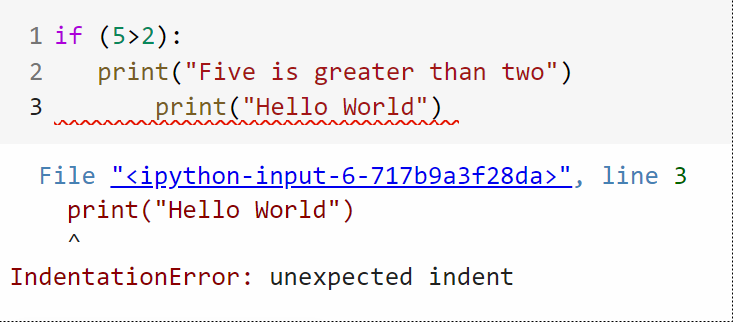 1 if (5>2):
2    print("Five is greater than two")
3        print("Hello World")
File "<ipython-input-6-717b9a3f28da>", line 3
    print("Hello World")
    ^
IndentationError: unexpected indent